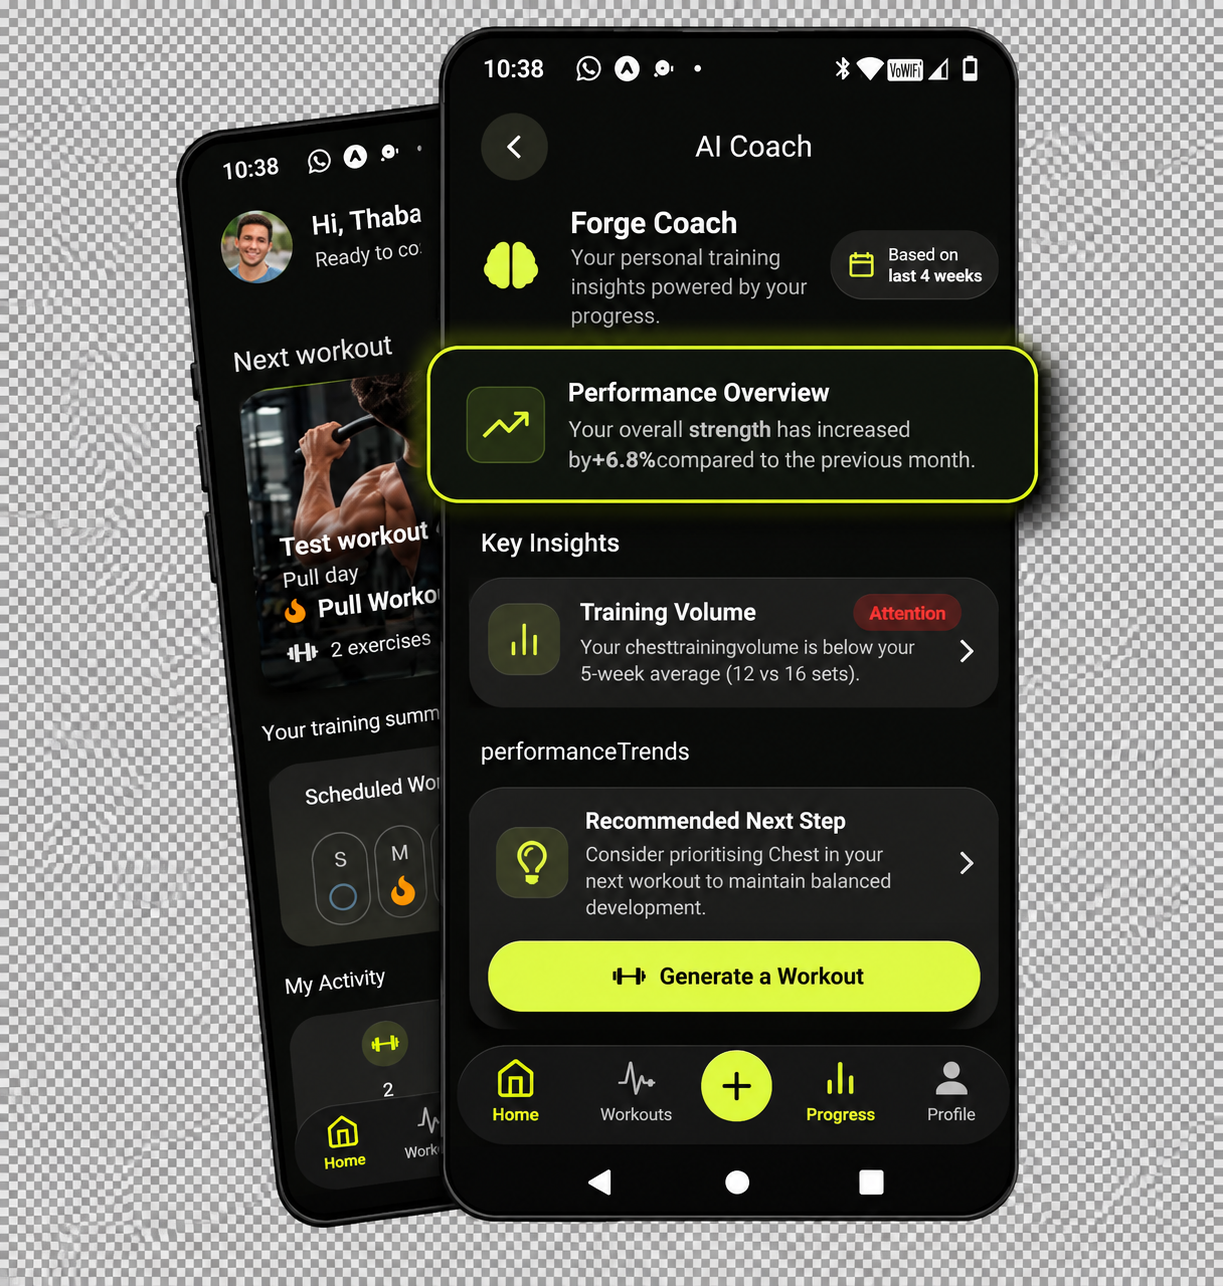 10:38
Hi, Thaba
Ready to co
Next workout
Test workout
Pull day
Pull Worko
2 exercises
Your training summ
Scheduled Wor
S
M
My Activity
2
Home
Work
10:38
VoWiFi
AI Coach
Forge Coach
Your personal training
insights powered by your
progress.
Based on
last 4 weeks
Performance Overview
Your overall strength has increased
by+6.8%compared to the previous month.
Key Insights
Training Volume
Attention
Your chesttrainingvolume is below your
5-week average (12 vs 16 sets).
performanceTrends
Recommended Next Step
Consider prioritising Chest in your
next workout to maintain balanced
development.
Generate a Workout
Home
Workouts
Progress
Profile